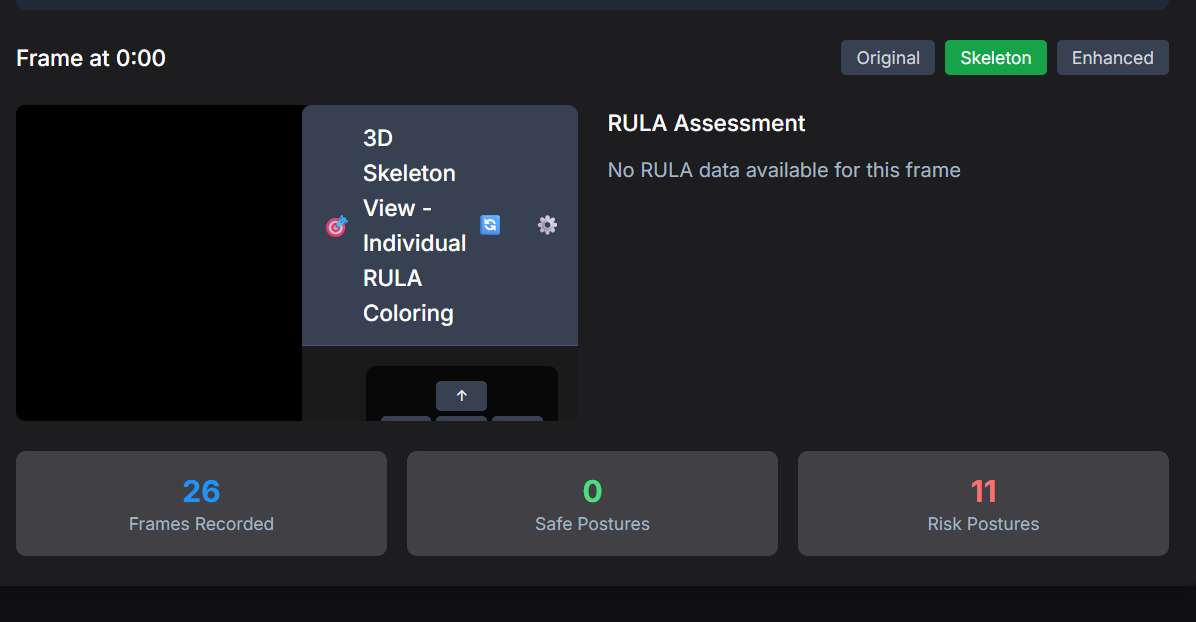 Frame at 0:00
Original
Skeleton
Enhanced
3D
Skeleton
View -
Individual
RULA
Coloring
↑
RULA Assessment
No RULA data available for this frame
26
Frames Recorded
0
Safe Postures
11
Risk Postures